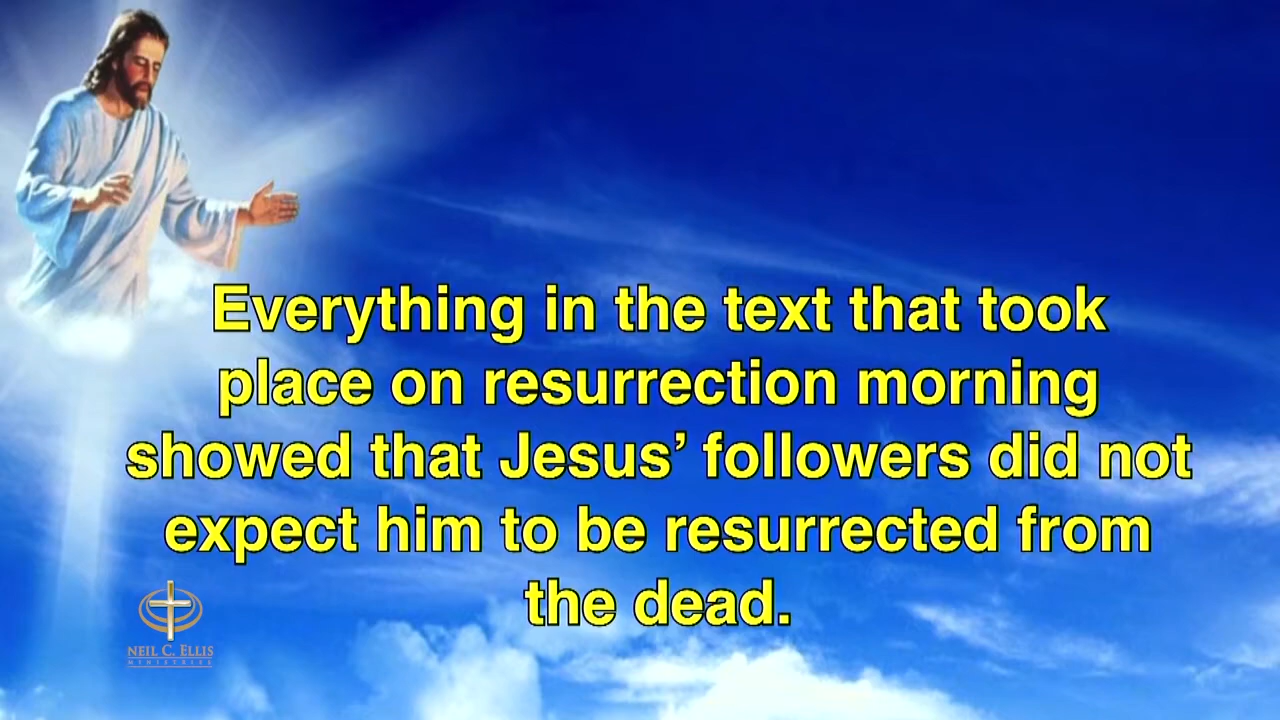 Everything in the text that took
place on resurrection morning
showed that Jesus’ followers did not
expect him to be resurrected from
the dead.
NEIL C. ELLIS
MINISTRIES